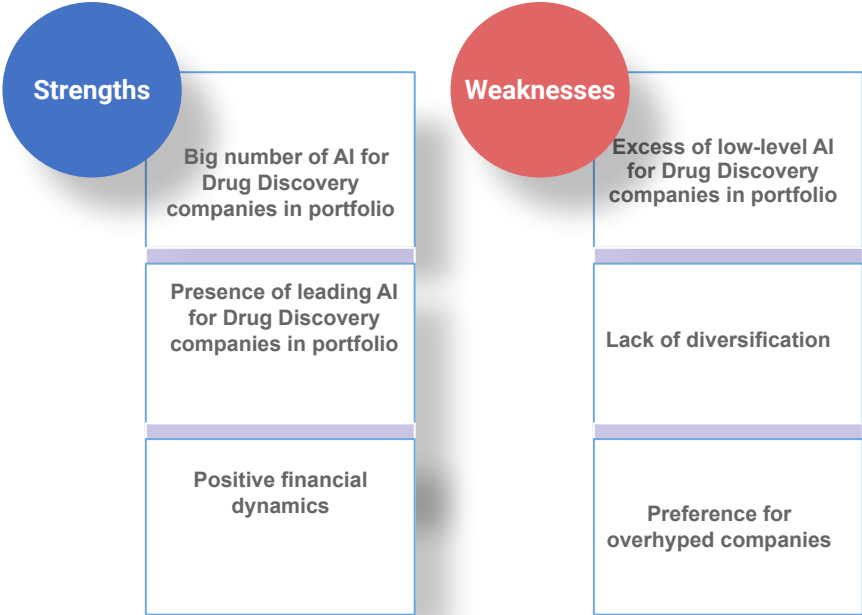 Strengths
Big number of AI for
Drug Discovery
companies in portfolio
Presence of leading AI
for Drug Discovery
companies in portfolio
Positive financial
dynamics
Weaknesses
Excess of low-level AI
for Drug Discovery
companies in portfolio
Lack of diversification
Preference for
overhyped companies